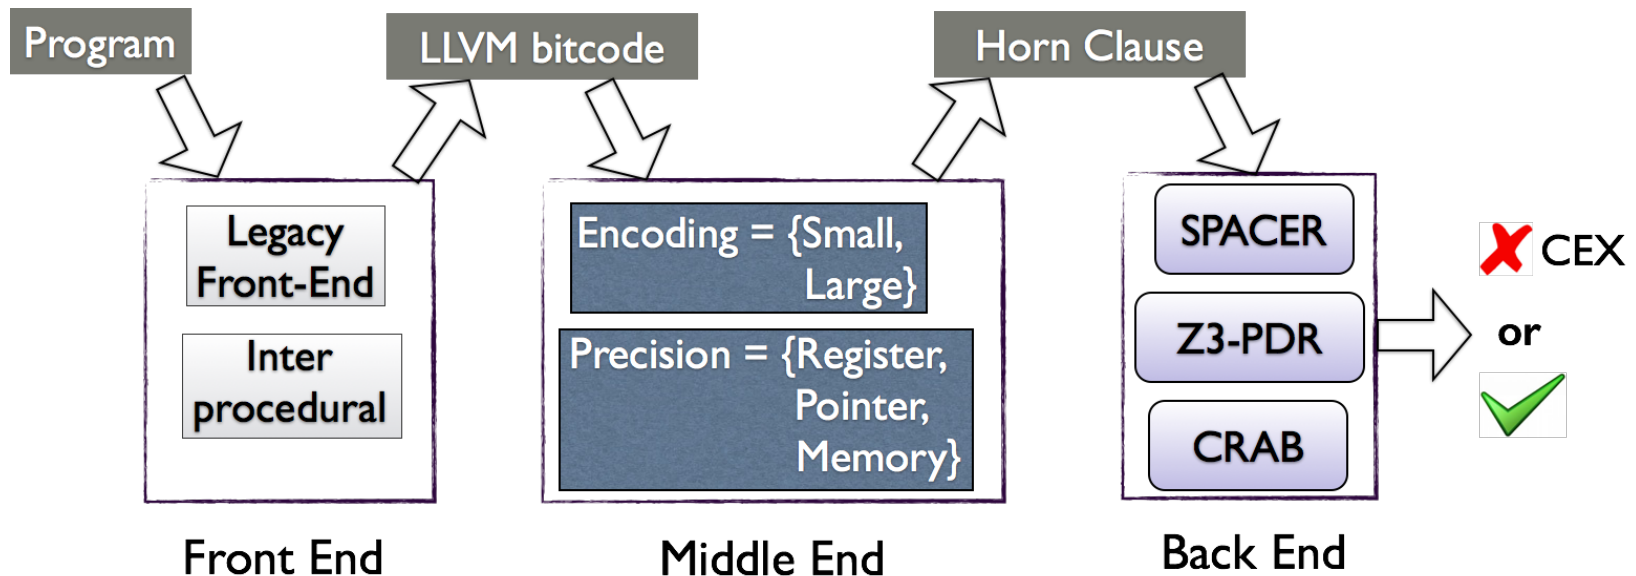 Program
LLVM bitcode
Horn Clause
Legacy
Front-End
Inter
procedural
Front End
Encoding = {Small,
Large}
Precision = {Register,
Pointer,
Memory}
Middle End
SPACER
Z3-PDR
CRAB
Back End
CEX
or